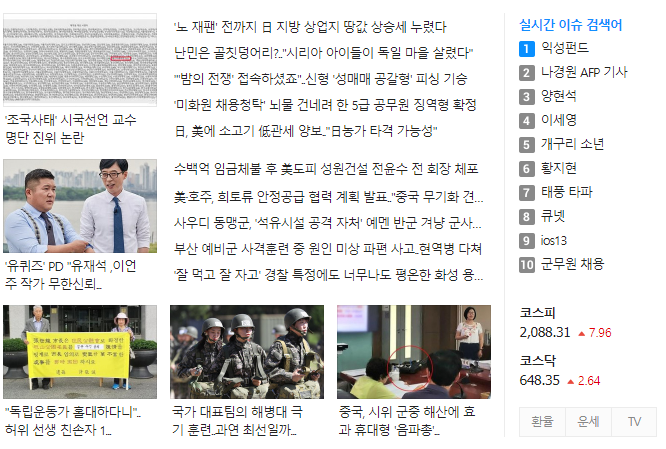 '조국사태' 시국선언 교수
명단 진위 논란
'유퀴즈' PD "유재석 ,이언
주 작가 무한신뢰...
"독립운동가 홀대하다니"..
허위 선생 친손자 1...
'노 재팬' 전까지 日 지방 상업지 땅값 상승세 누렸다
난민은 골칫덩어리?.."시리아 아이들이 독일 마을 살렸다"
"'밤의 전쟁' 접속하셨죠"..신형 '성매매 공갈형' 피싱 기승
'미화원 채용청탁' 뇌물 건네려 한 5급 공무원 징역형 확정
日, 美에 소고기 低관세 양보.."日농가 타격 가능성"
수백억 임금체불 후 美도피 성원건설 전윤수 전 회장 체포
美·호주, 희토류 안정공급 협력 계획 발표.."중국 무기화 견...
사우디 동맹군, '석유시설 공격 자처' 예멘 반군 겨냥 군사...
부산 예비군 사격훈련 중 원인 미상 파편 사고..현역병 다쳐
'잘 먹고 잘 자고' 경찰 특정에도 너무나도 평온한 화성 용...
국가 대표팀의 해병대 극
기 훈련..과연 최선일까...
중국, 시위 군중 해산에 효
과 휴대형 '음파총'...
실시간 이슈 검색어
1 익성펀드
2 나경원 AFP 기사
3 양현석
4 이세영
5 개구리 소년
6 황지현
7 태풍 타파
8 큐넷
9 ios13
10 군무원 채용
코스피
2,088.31 ▲ 7.96
코스닥
648.35 ▲ 2.64
환율 운세 TV